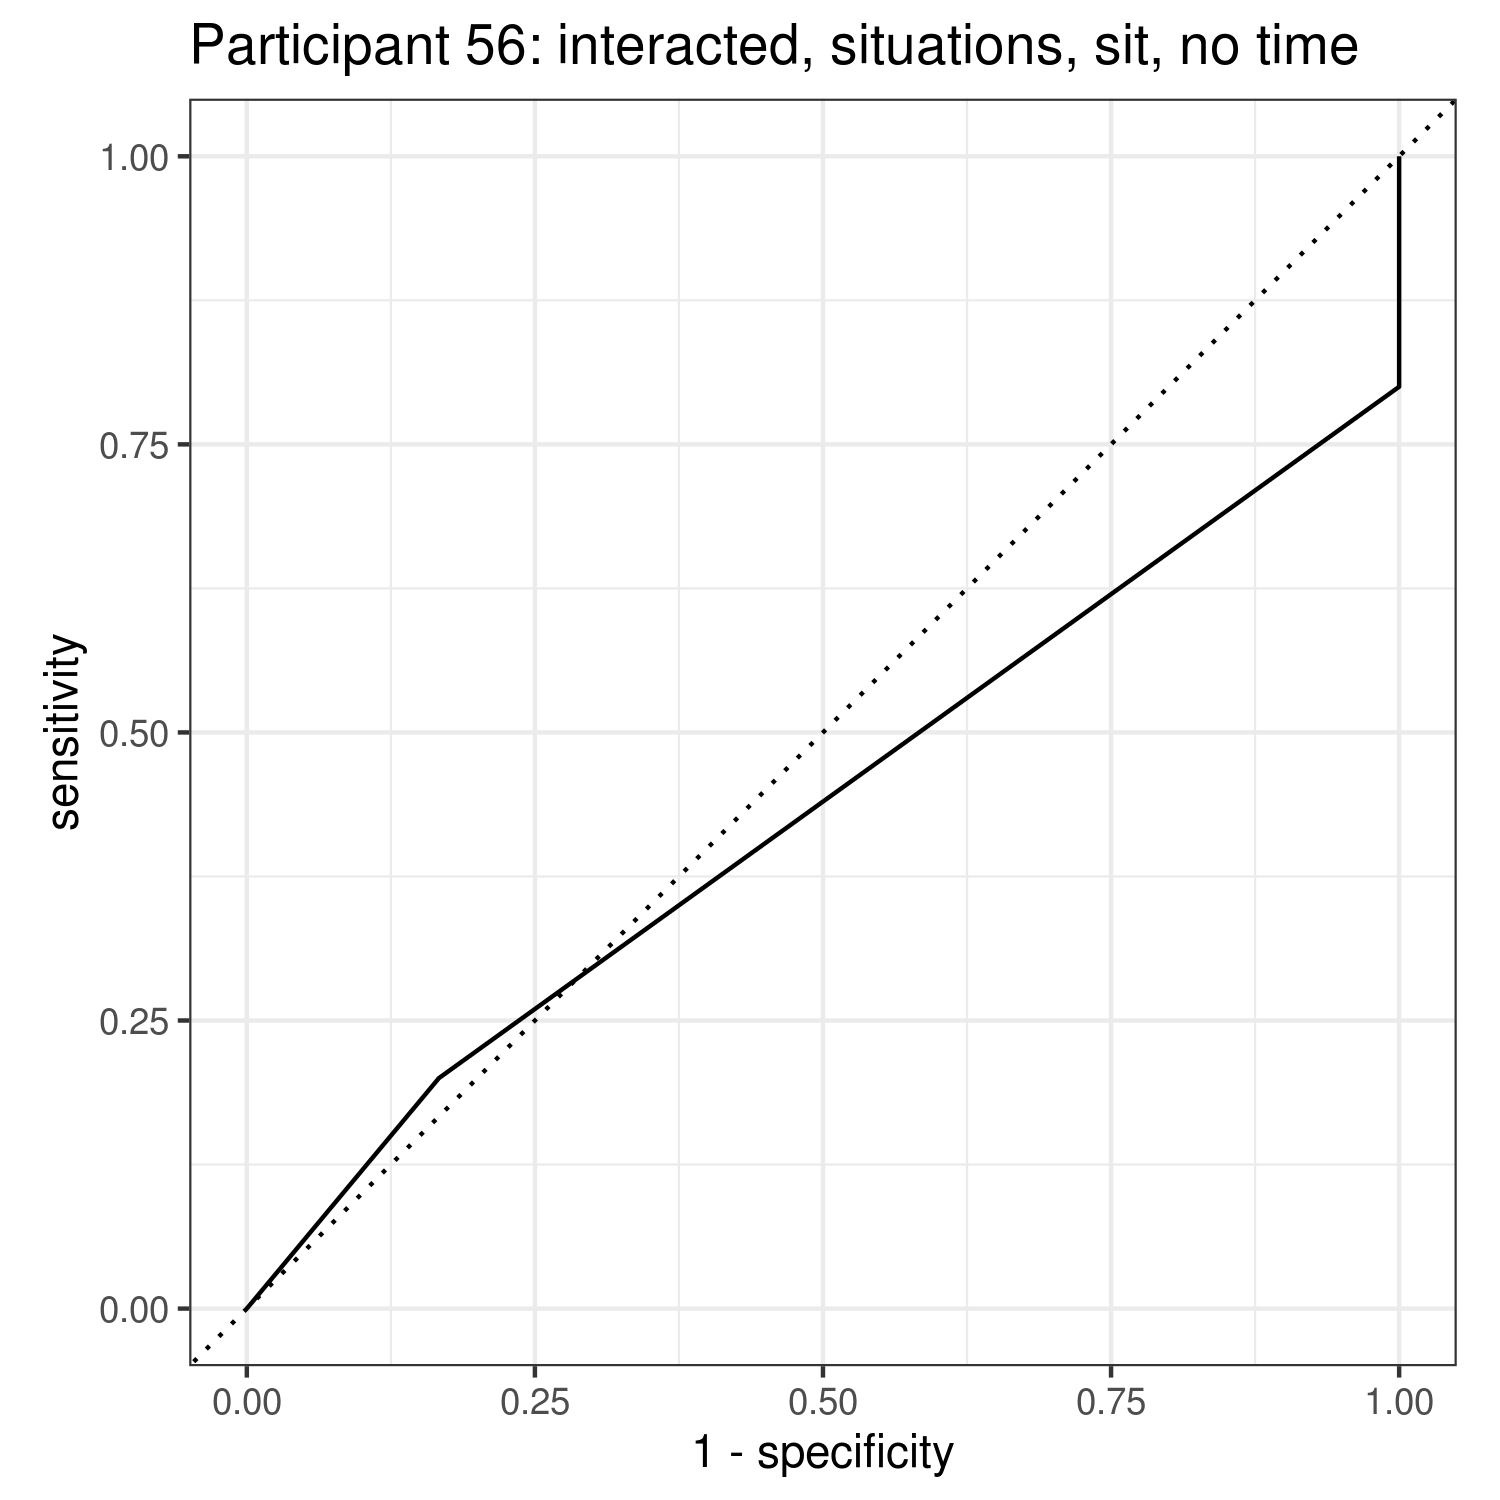 Participant 56: interacted, situations, sit, no time
1.00
0.75
0.50
0.25
0.00
sensitivity
0.00 0.25 0.50 0.75 1.00
1 - specificity